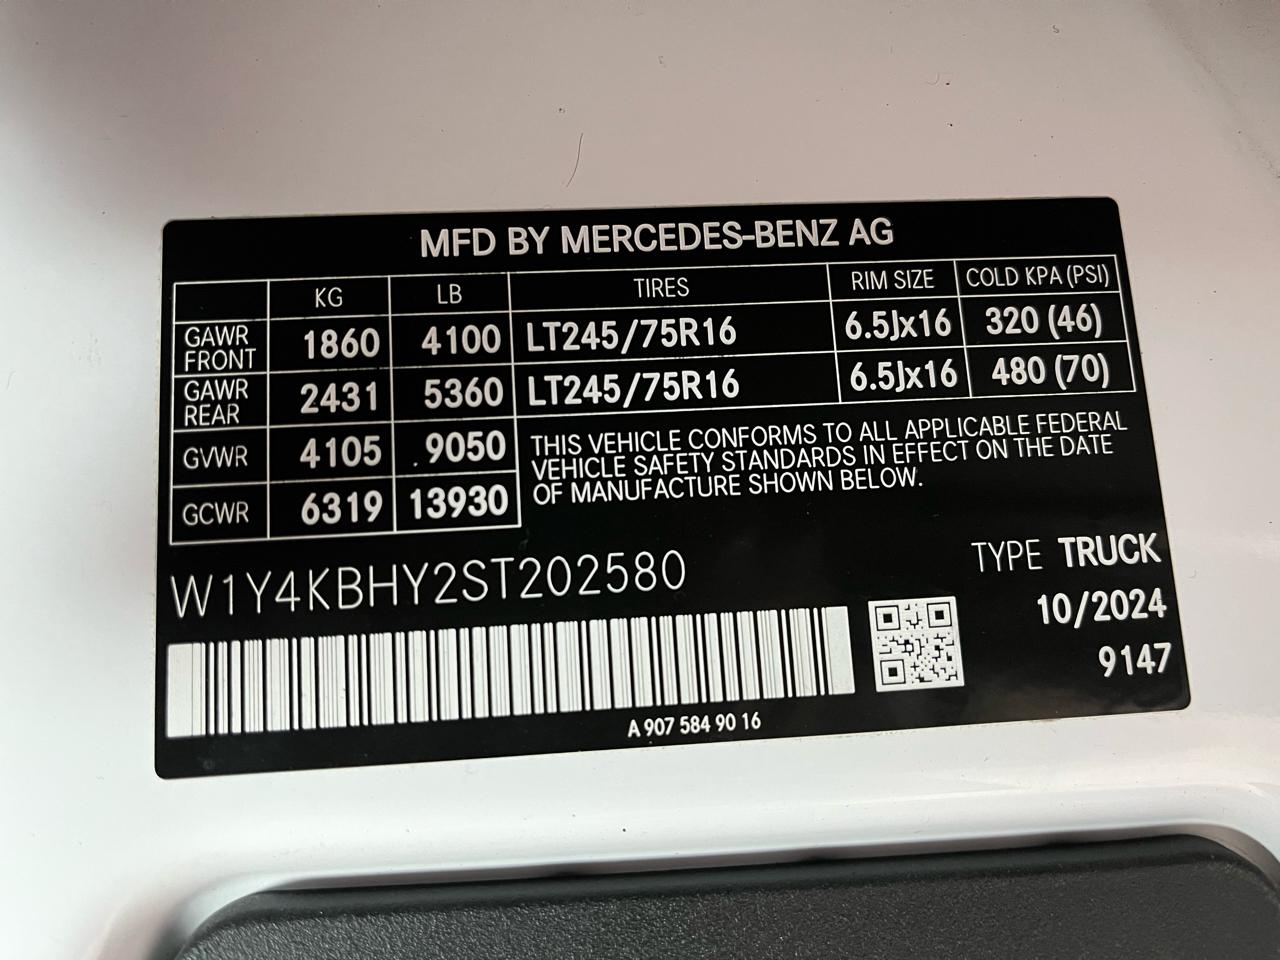 MFD BY MERCEDES-BENZ AG
KG LB TIRES RIM SIZE COLD KPA (PSI)
GAWR FRONT 1860 4100 LT245/75R16 6.5Jx16 320 (46)
GAWR REAR 2431 5360 LT245/75R16 6.5Jx16 480 (70)
GVWR 4105 9050
GCWR 6319 13930
THIS VEHICLE CONFORMS TO ALL APPLICABLE FEDERAL
VEHICLE SAFETY STANDARDS IN EFFECT ON THE DATE
OF MANUFACTURE SHOWN BELOW.
W1Y4KBHY2ST202580
TYPE TRUCK
10/2024
9147
A 907 584 90 16